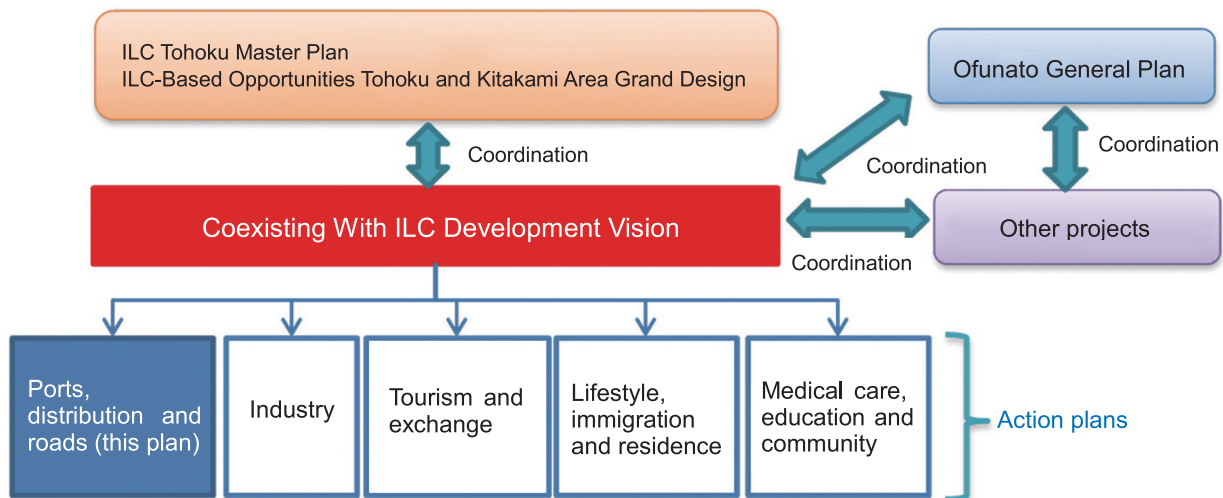 ILC Tohoku Master Plan
ILC-Based Opportunities Tohoku and Kitakami Area Grand Design
Ofunato General Plan
Coordination
Coordination
Coordination
Coexisting With ILC Development Vision
Other projects
Coordination
Ports,
distribution and
roads (this plan)
Industry
Tourism and
exchange
Lifestyle,
immigration
and residence
Medical care,
education and
community
Action plans